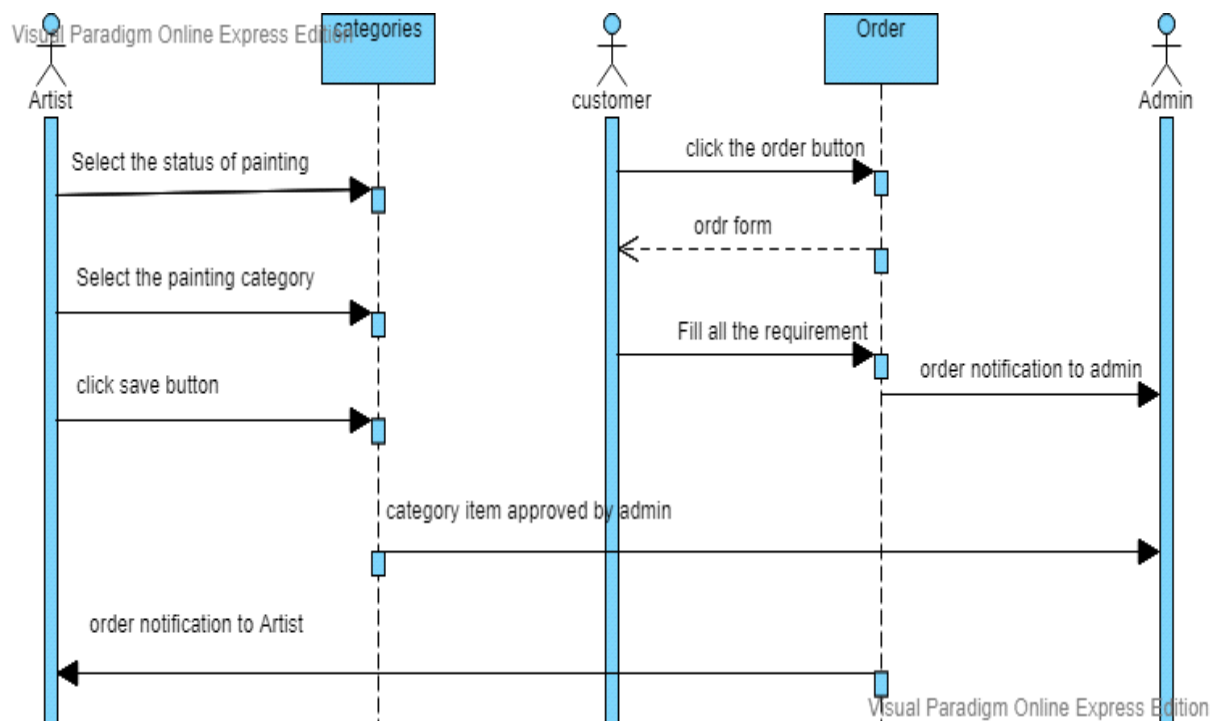 Visual Paradigm Online Express Edition
categories
Order
Artist
customer
Admin
click the order button
Select the status of painting
ordr form
Select the painting category
Fill all the requirement
order notification to admin
click save button
category item approved by admin
order notification to Artist
Visual Paradigm Online Express Edition